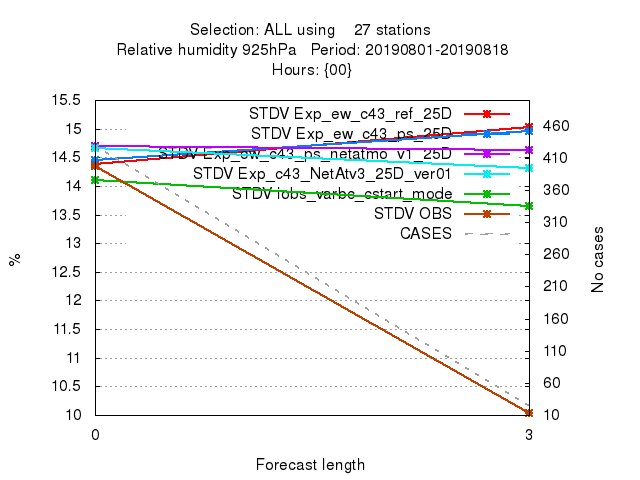 Selection: ALL using    27 stations
Relative humidity 925hPa   Period: 20190801-20190818
Hours: {00}
STDV Exp_ew_c43_ref_25D
STDV Exp_ew_c43_ps_25D
STDV Exp_ew_c43_ps_netatmo_v1_25D
STDV Exp_c43_NetAtv3_25D_ver01
STDV iobs_varbc_cstart_mode
STDV OBS
CASES
15.5
15
14.5
14
13.5
13
12.5
12
11.5
11
10.5
10
%
460
410
360
310
260
210
160
110
60
10
No cases
0
3
Forecast length